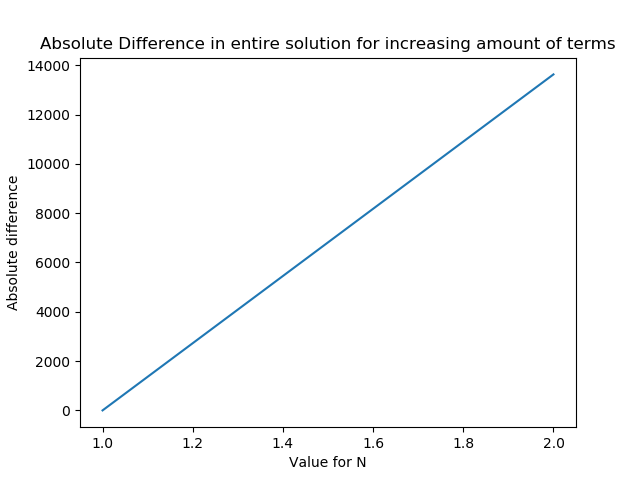 Absolute Difference in entire solution for increasing amount of terms
14000
12000
10000
8000
6000
4000
2000
0
Absolute difference
1.0 1.2 1.4 1.6 1.8 2.0
Value for N